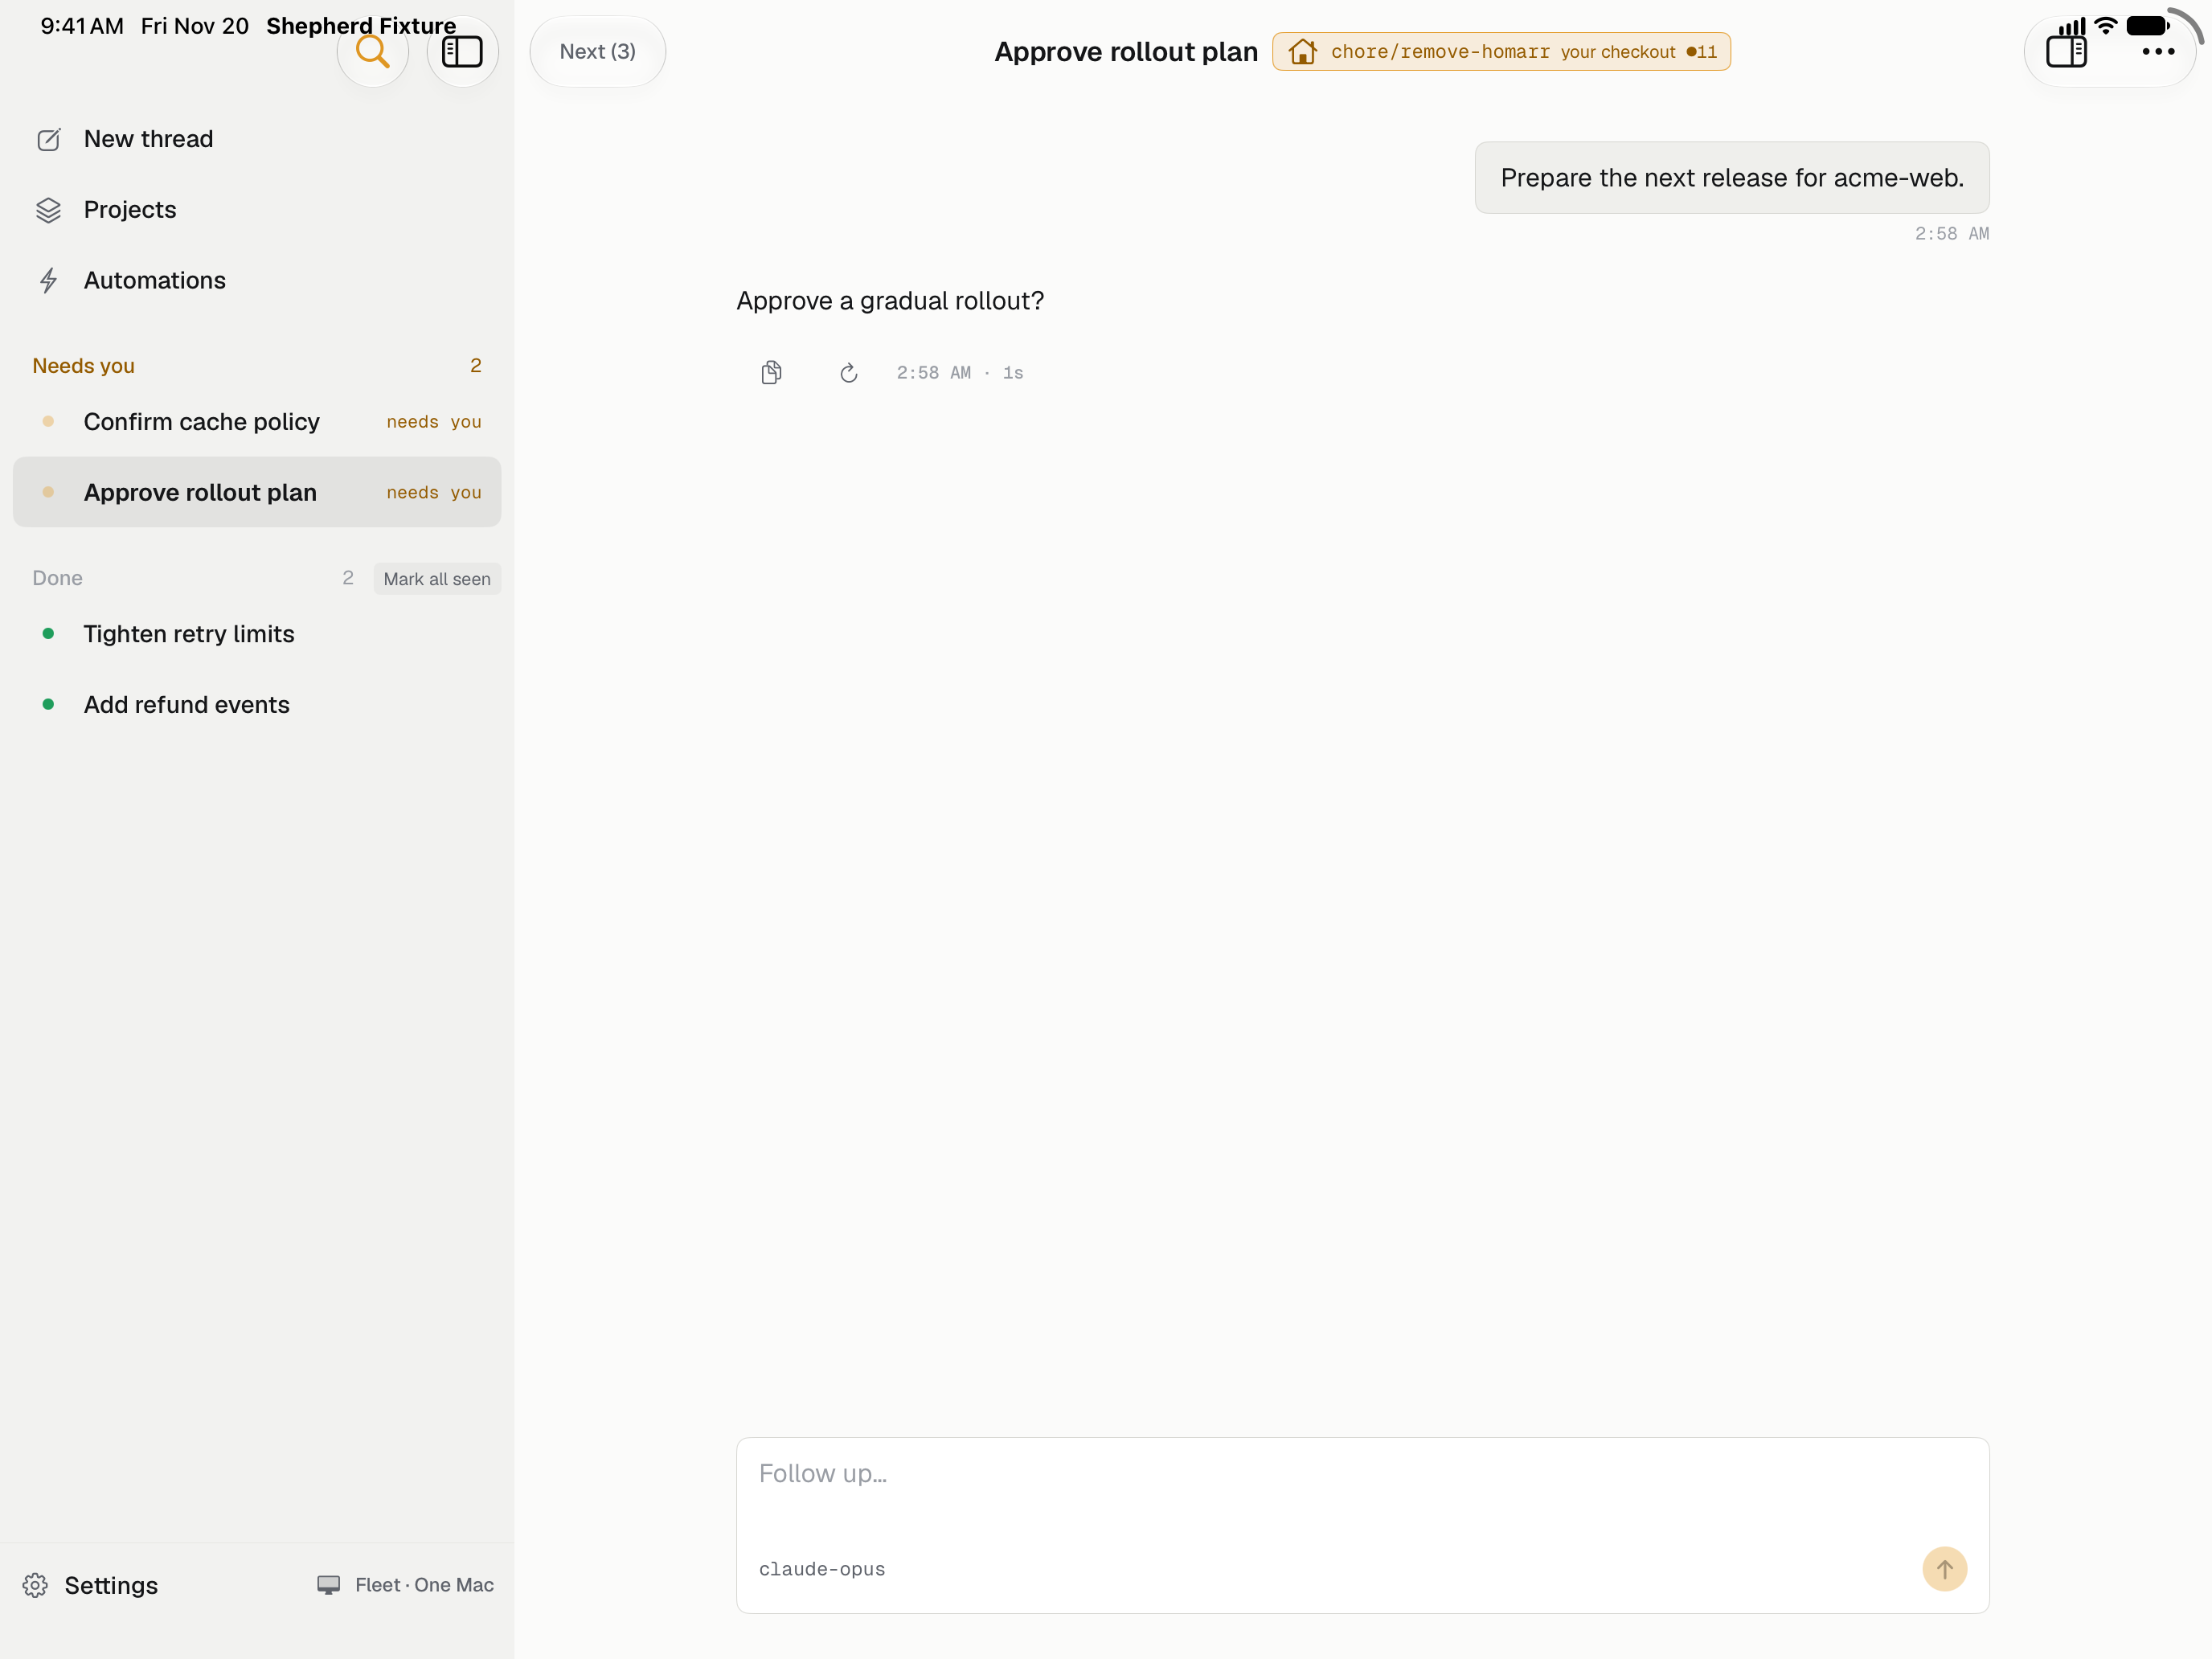 9:41 AM Fri Nov 20 Shepherd Fixture
New thread
Projects
Automations
Needs you 2
Confirm cache policy needs you
Approve rollout plan needs you
Done 2 Mark all seen
Tighten retry limits
Add refund events
Settings Fleet · One Mac
Next (3) Approve rollout plan chore/remove-homarr your checkout ●11
Prepare the next release for acme-web.
2:58 AM
Approve a gradual rollout?
2:58 AM · 1s
Follow up…
claude-opus